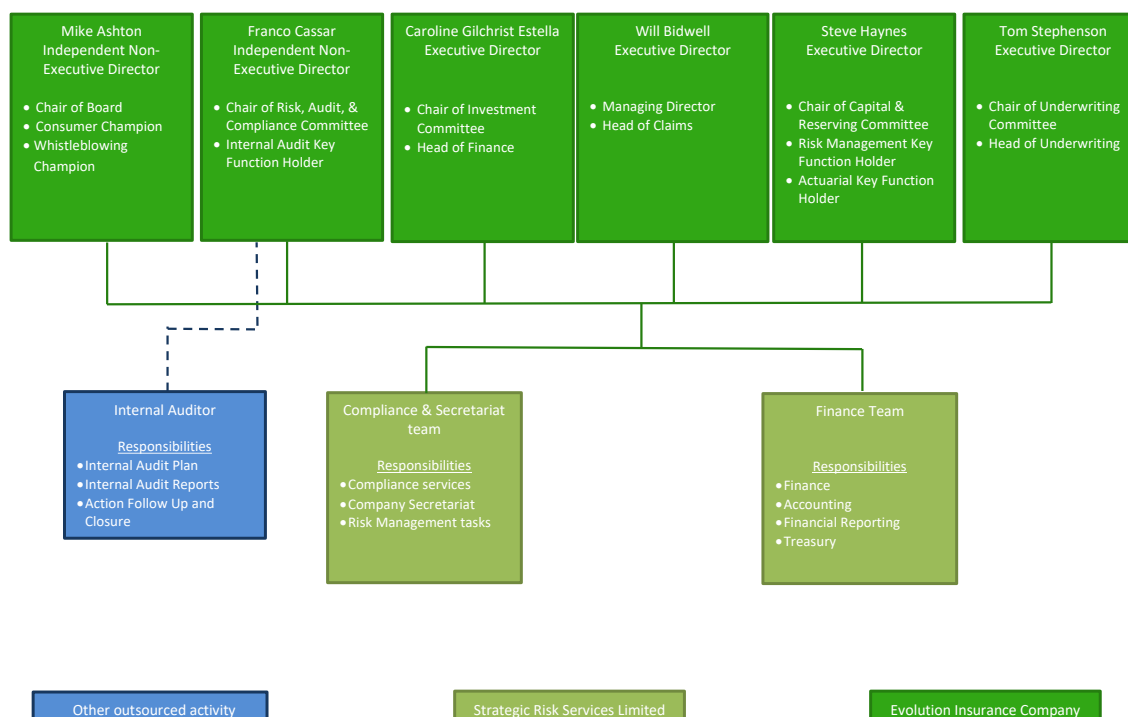 Mike Ashton
Independent Non-
Executive Director
• Chair of Board
• Consumer Champion
• Whistleblowing
Champion
Franco Cassar
Independent Non-
Executive Director
• Chair of Risk, Audit, &
Compliance Committee
• Internal Audit Key
Function Holder
Caroline Gilchrist Estella
Executive Director
• Chair of Investment
Committee
• Head of Finance
Will Bidwell
Executive Director
• Managing Director
• Head of Claims
Steve Haynes
Executive Director
• Chair of Capital &
Reserving Committee
• Risk Management Key
Function Holder
• Actuarial Key Function
Holder
Tom Stephenson
Executive Director
• Chair of Underwriting
Committee
• Head of Underwriting
Internal Auditor
Responsibilities
• Internal Audit Plan
• Internal Audit Reports
• Action Follow Up and
Closure
Compliance & Secretariat
team
Responsibilities
• Compliance services
• Company Secretariat
• Risk Management tasks
Finance Team
Responsibilities
• Finance
• Accounting
• Financial Reporting
• Treasury
Other outsourced activity
Strategic Risk Services Limited
Evolution Insurance Company